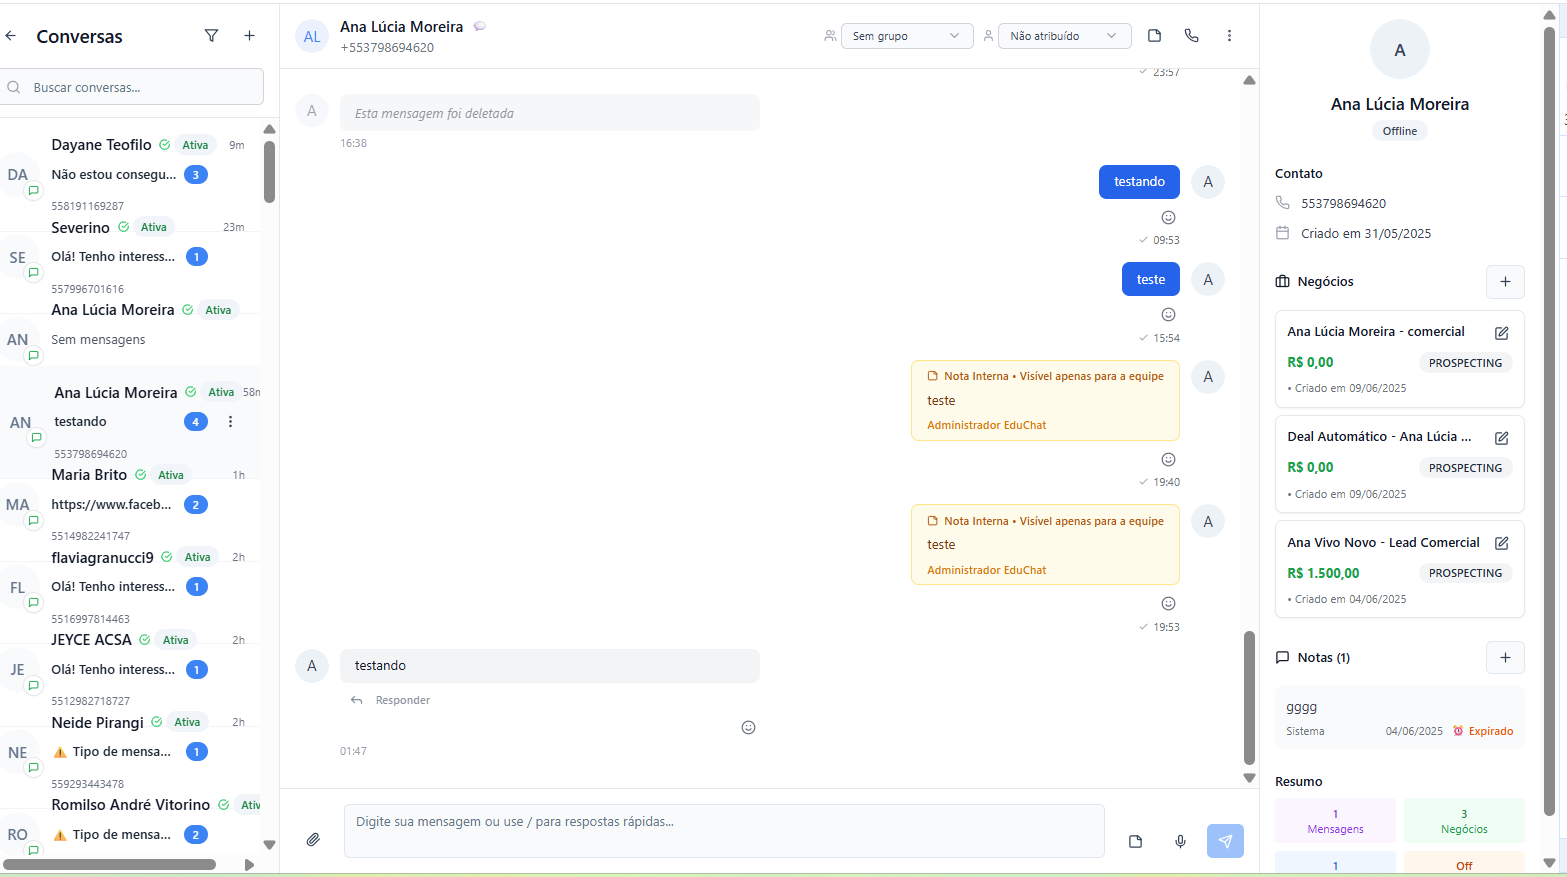 Conversas
Buscar conversas...
DA
Dayane Teofilo Ativa 9m
Não estou consegu... 3
558191169287
SE
Severino Ativa 23m
Olá! Tenho interess... 1
557996701616
AN
Ana Lúcia Moreira Ativa
Sem mensagens
AN
Ana Lúcia Moreira Ativa 58m
testando 4
553798694620
MA
Maria Brito Ativa 1h
https://www.faceb... 2
5514982241747
FL
flaviagranucci9 Ativa 2h
Olá! Tenho interess... 1
5516997814463
JE
JEYCE ACSA Ativa 2h
Olá! Tenho interess... 1
5512982718727
NE
Neide Pirangi Ativa 2h
⚠️ Tipo de mensa... 1
559293443478
RO
Romilso André Vitorino Ativ
⚠️ Tipo de mensa... 2
AL
Ana Lúcia Moreira
+553798694620
Sem grupo
Não atribuído
23:57
A
Esta mensagem foi deletada
16:38
testando A
09:53
teste A
15:54
Nota Interna • Visível apenas para a equipe A
teste
Administrador EduChat
19:40
Nota Interna • Visível apenas para a equipe A
teste
Administrador EduChat
19:53
A testando
Responder
01:47
Digite sua mensagem ou use / para respostas rápidas...
A
Ana Lúcia Moreira
Offline
Contato
553798694620
Criado em 31/05/2025
Negócios
Ana Lúcia Moreira - comercial
R$ 0,00 PROSPECTING
• Criado em 09/06/2025
Deal Automático - Ana Lúcia ...
R$ 0,00 PROSPECTING
• Criado em 09/06/2025
Ana Vivo Novo - Lead Comercial
R$ 1.500,00 PROSPECTING
• Criado em 04/06/2025
Notas (1)
gggg
Sistema 04/06/2025 ⏰ Expirado
Resumo
1
Mensagens
3
Negócios
1
Off